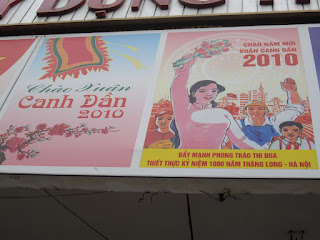 DỰNG
Chào Xuân
Canh Dần
2010
CHÀO NĂM MỚI
XUÂN CANH DẦN
2010
ĐẨY MẠNH PHONG TRÀO THI ĐUA
THIẾT THỰC KỶ NIỆM 1000 NĂM THĂNG LONG - HÀ NỘI